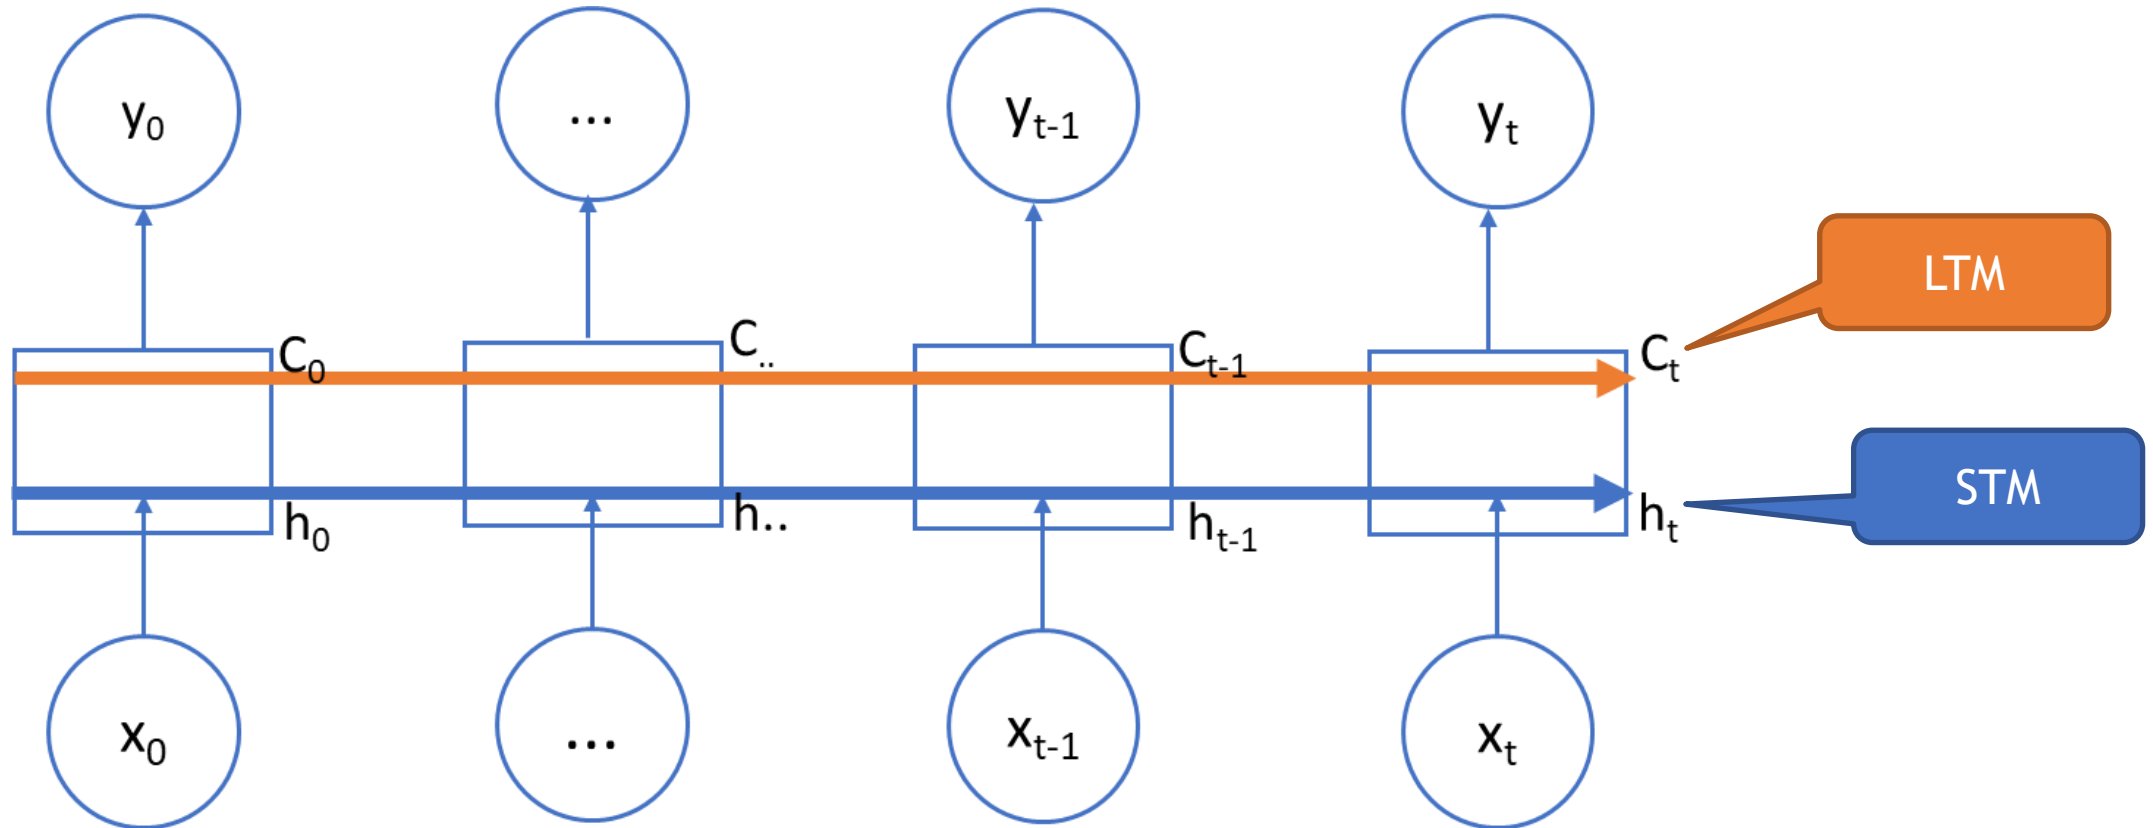 y0
...
yt-1
yt
LTM
C0
C..
Ct-1
Ct
STM
h0
h..
ht-1
ht
x0
...
xt-1
xt